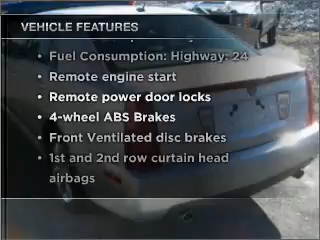 VEHICLE FEATURES
• Fuel Consumption: Highway: 24
• Remote engine start
• Remote power door locks
• 4-wheel ABS Brakes
• Front Ventilated disc brakes
• 1st and 2nd row curtain head
airbags